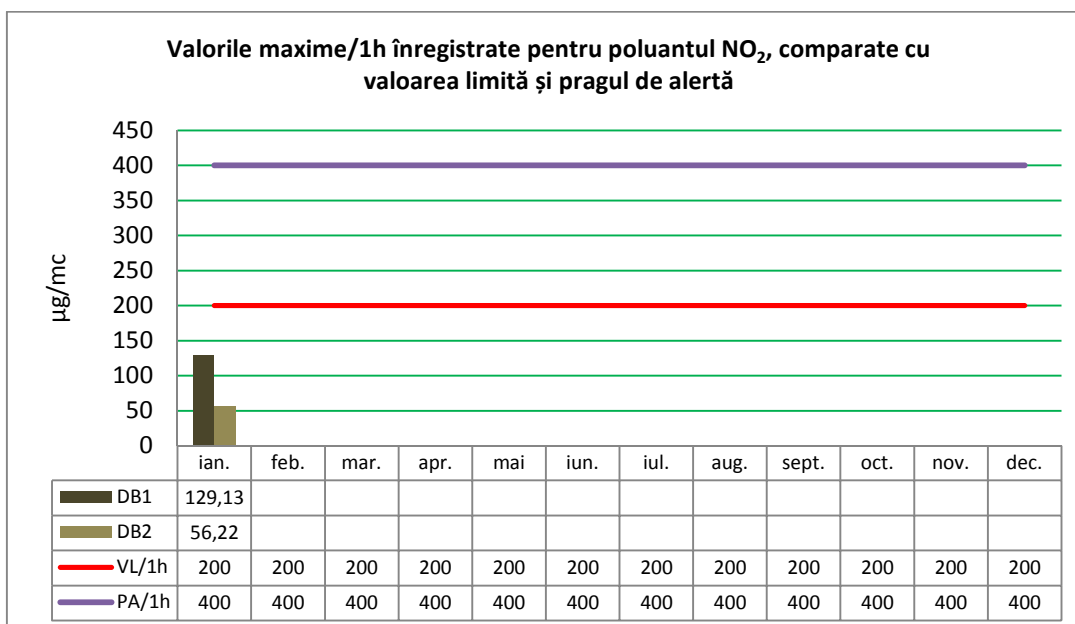 Valorile maxime/1h înregistrate pentru poluantul NO₂, comparate cu
valoarea limită și pragul de alertă
µg/mc
450
400
350
300
250
200
150
100
50
0
ian. feb. mar. apr. mai iun. iul. aug. sept. oct. nov. dec.
DB1 129,13
DB2 56,22
VL/1h 200 200 200 200 200 200 200 200 200 200 200 200
PA/1h 400 400 400 400 400 400 400 400 400 400 400 400